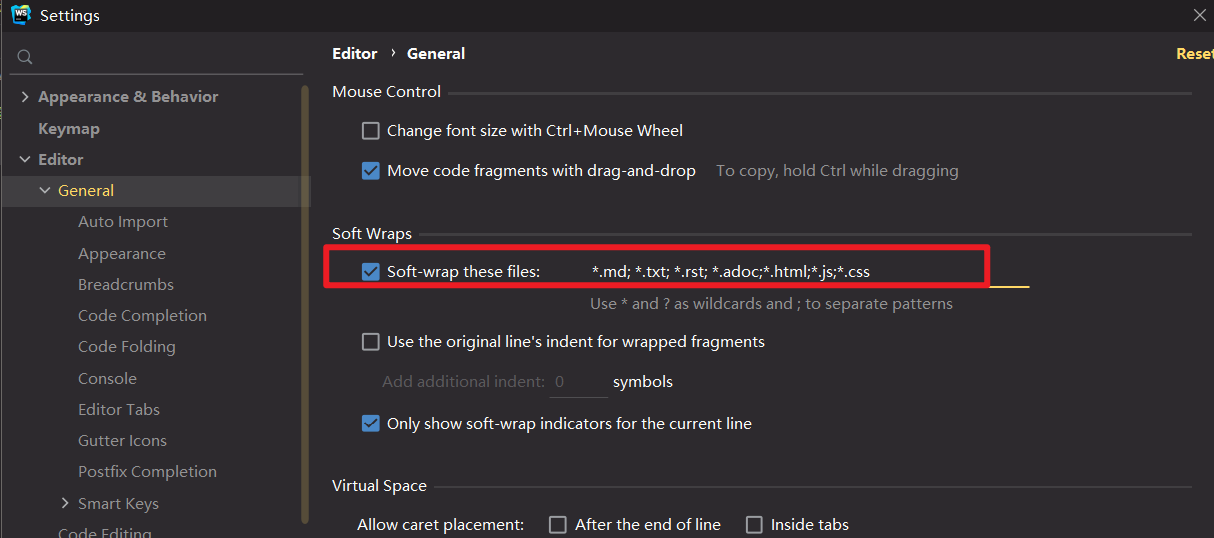 WS
Settings
Appearance & Behavior
Keymap
Editor
General
Auto Import
Appearance
Breadcrumbs
Code Completion
Code Folding
Console
Editor Tabs
Gutter Icons
Postfix Completion
Smart Keys
Code Editing
Editor › General
Reset
Mouse Control
Change font size with Ctrl+Mouse Wheel
Move code fragments with drag-and-drop To copy, hold Ctrl while dragging
Soft Wraps
Soft-wrap these files: *.md; *.txt; *.rst; *.adoc;*.html;*.js;*.css
Use * and ? as wildcards and ; to separate patterns
Use the original line's indent for wrapped fragments
Add additional indent: 0 symbols
Only show soft-wrap indicators for the current line
Virtual Space
Allow caret placement: After the end of line Inside tabs